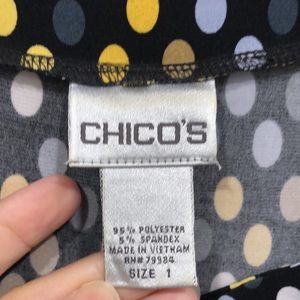 CHICO'S
95% POLYESTER
5% SPANDEX
MADE IN VIETNAM
RN# 79984
SIZE 1